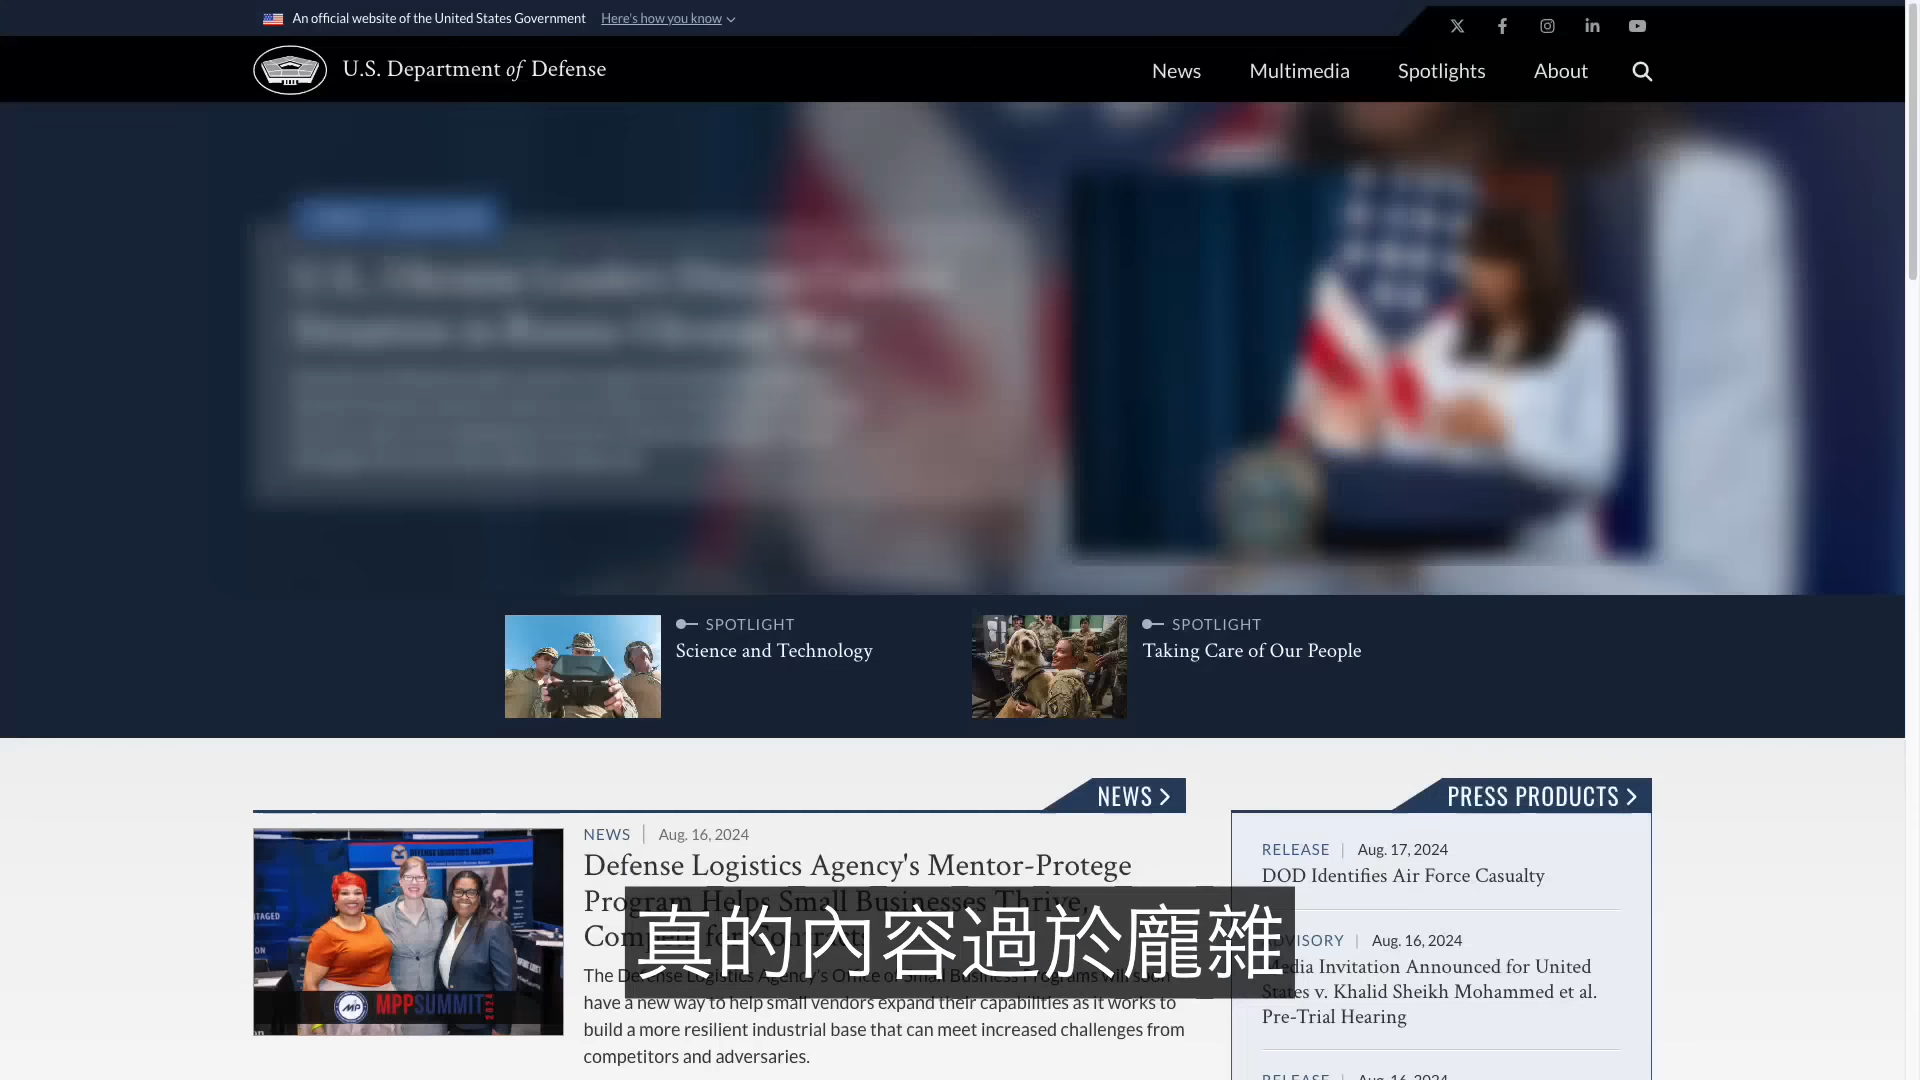 An official website of the United States Government Here's how you know
U.S. Department of Defense
News Multimedia Spotlights About
SPOTLIGHT
Science and Technology
SPOTLIGHT
Taking Care of Our People
NEWS
PRESS PRODUCTS
NEWS | Aug. 16, 2024
Defense Logistics Agency's Mentor-Protege
Program Helps Small Businesses Thrive,
Compete for Contracts
The Defense Logistics Agency's Office of Small Business Programs will soon
have a new way to help small vendors expand their capabilities as it works to
build a more resilient industrial base that can meet increased challenges from
competitors and adversaries.
MPPSUMMIT
RELEASE | Aug. 17, 2024
DOD Identifies Air Force Casualty
ADVISORY | Aug. 16, 2024
Media Invitation Announced for United
States v. Khalid Sheikh Mohammed et al.
Pre-Trial Hearing
RELEASE | Aug. 16, 2024
真的內容過於龐雜